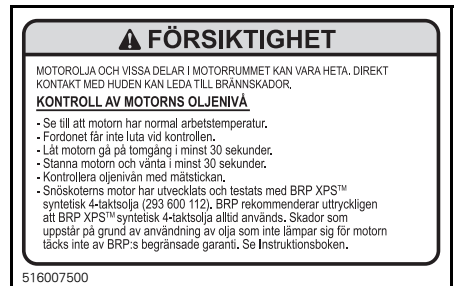 ⚠ FÖRSIKTIGHET
MOTOROLJA OCH VISSA DELAR I MOTORRUMMET KAN VARA HETA. DIREKT
KONTAKT MED HUDEN KAN LEDA TILL BRÄNNSKADOR.
KONTROLL AV MOTORNS OLJENIVÅ
- Se till att motorn har normal arbetstemperatur.
- Fordonet får inte luta vid kontrollen.
- Låt motorn gå på tomgång i minst 30 sekunder.
- Stanna motorn och vänta i minst 30 sekunder.
- Kontrollera oljenivån med mätstickan.
- Snöskoterns motor har utvecklats och testats med BRP XPS™
syntetisk 4-taktsolja (293 600 112). BRP rekommenderar uttryckligen
att BRP XPS™ syntetisk 4-taktsolja alltid används. Skador som
uppstår på grund av användning av olja som inte lämpar sig för motorn
täcks inte av BRP:s begränsade garanti. Se Instruktionsboken.
516007500